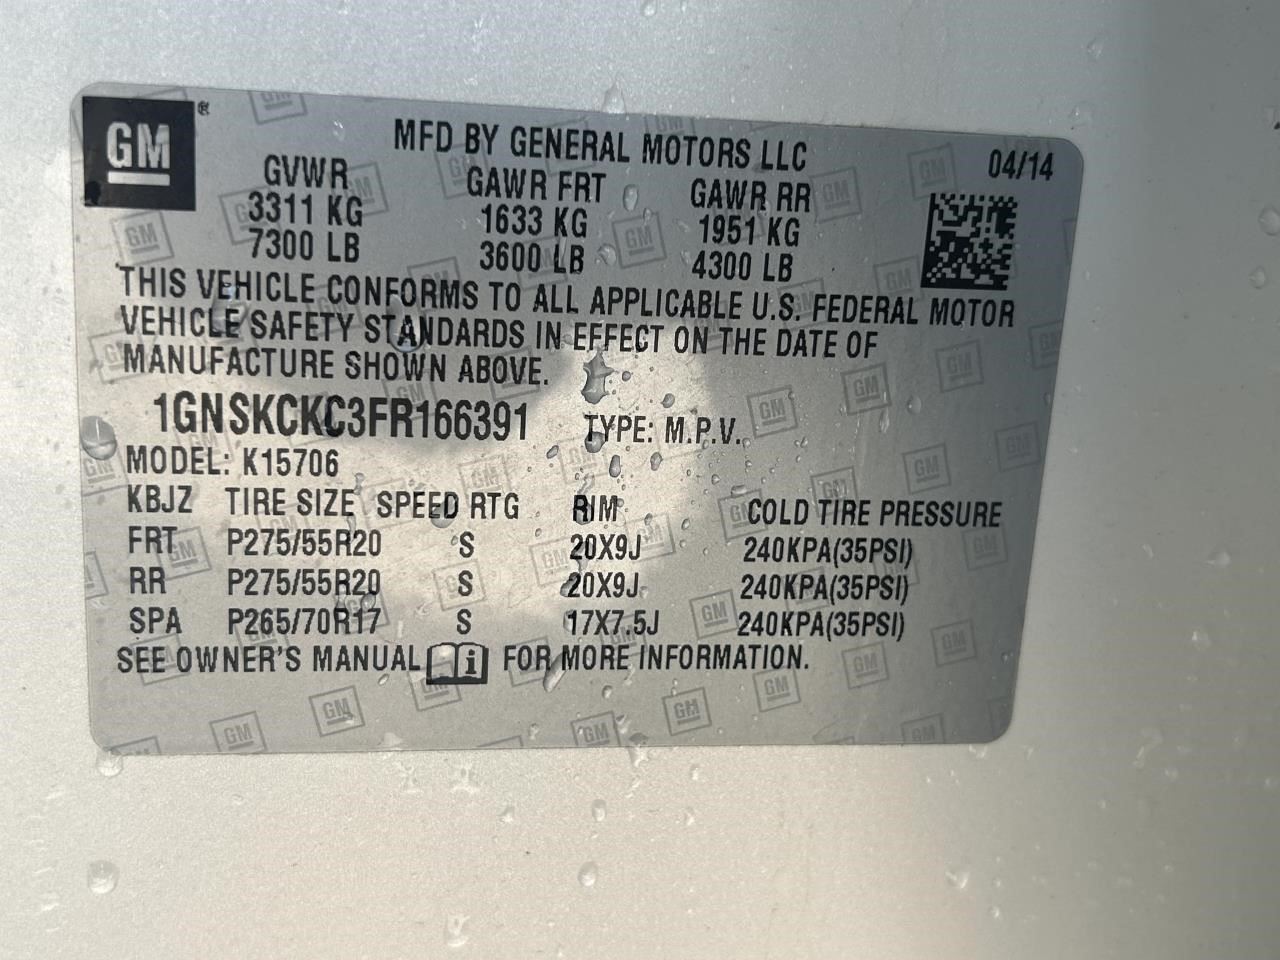 GM®
MFD BY GENERAL MOTORS LLC 04/14
GVWR GAWR FRT GAWR RR
3311 KG 1633 KG 1951 KG
7300 LB 3600 LB 4300 LB
THIS VEHICLE CONFORMS TO ALL APPLICABLE U.S. FEDERAL MOTOR
VEHICLE SAFETY STANDARDS IN EFFECT ON THE DATE OF
MANUFACTURE SHOWN ABOVE.
1GNSKCKC3FR166391 TYPE: M.P.V.
MODEL: K15706
KBJZ TIRE SIZE SPEED RTG RIM COLD TIRE PRESSURE
FRT P275/55R20 S 20X9J 240KPA(35PSI)
RR P275/55R20 S 20X9J 240KPA(35PSI)
SPA P265/70R17 S 17X7.5J 240KPA(35PSI)
SEE OWNER'S MANUAL i FOR MORE INFORMATION.